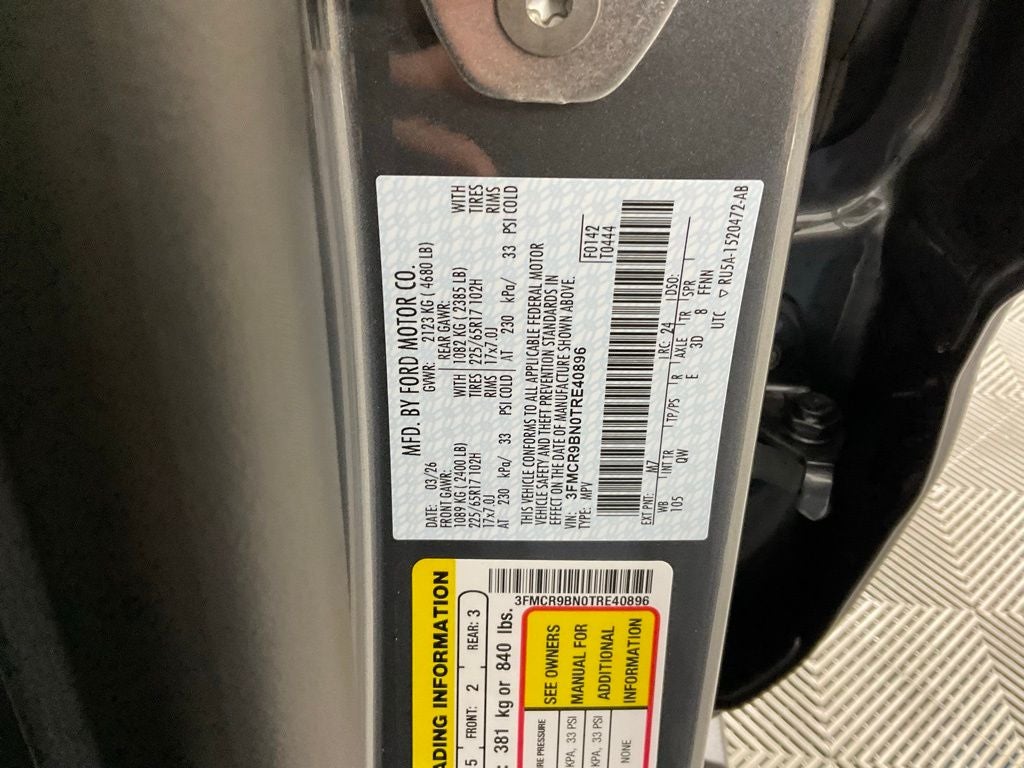 MFD. BY FORD MOTOR CO.
DATE: 03/26 GVWR: 2123 KG ( 4680 LB)
FRONT GAWR: REAR GAWR:
1089 KG ( 2400 LB) WITH 1082 KG ( 2385 LB) WITH
225/65R17 102H TIRES 225/65R17 102H TIRES
17x7.0J RIMS 17x7.0J RIMS
AT 230 kPa/ 33 PSI COLD AT 230 kPa/ 33 PSI COLD
THIS VEHICLE CONFORMS TO ALL APPLICABLE FEDERAL MOTOR
VEHICLE SAFETY AND THEFT PREVENTION STANDARDS IN
EFFECT ON THE DATE OF MANUFACTURE SHOWN ABOVE.
VIN: 3FMCR9BN0TRE40896
TYPE: MPV
F0142
T0444
EXT PNT: M7 RC: 24 DSO:
WB INT TR TP/PS R AXLE TR SPR
105 QW E 3D 8 FFNN
UTC ▽ RU5A-1520472-AB
ADING INFORMATION
5 FRONT: 2 REAR: 3
: 381 kg or 840 lbs.
3FMCR9BN0TRE40896
RE PRESSURE
KPA, 33 PSI
KPA, 33 PSI
NONE
SEE OWNERS
MANUAL FOR
ADDITIONAL
INFORMATION